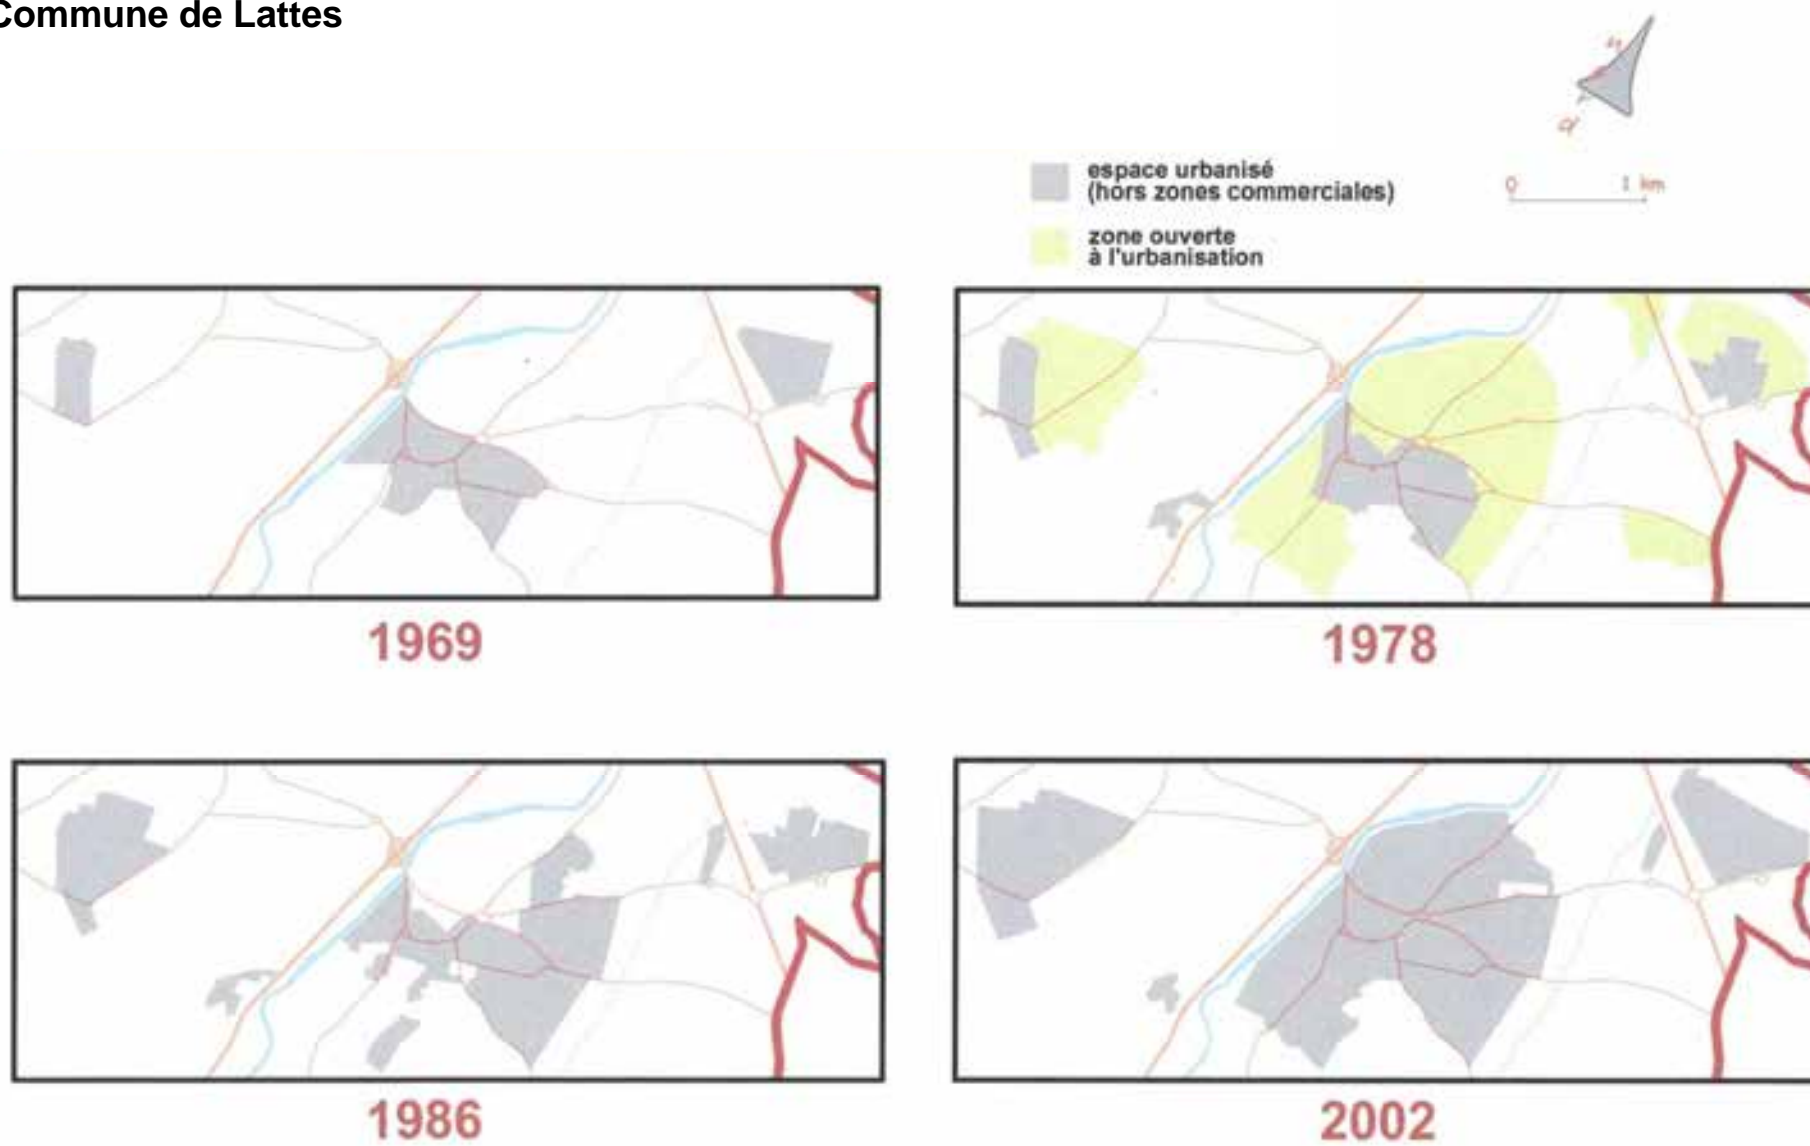 Commune de Lattes
espace urbanisé
(hors zones commerciales)
zone ouverte
à l'urbanisation
0 1 km
1969
1978
1986
2002